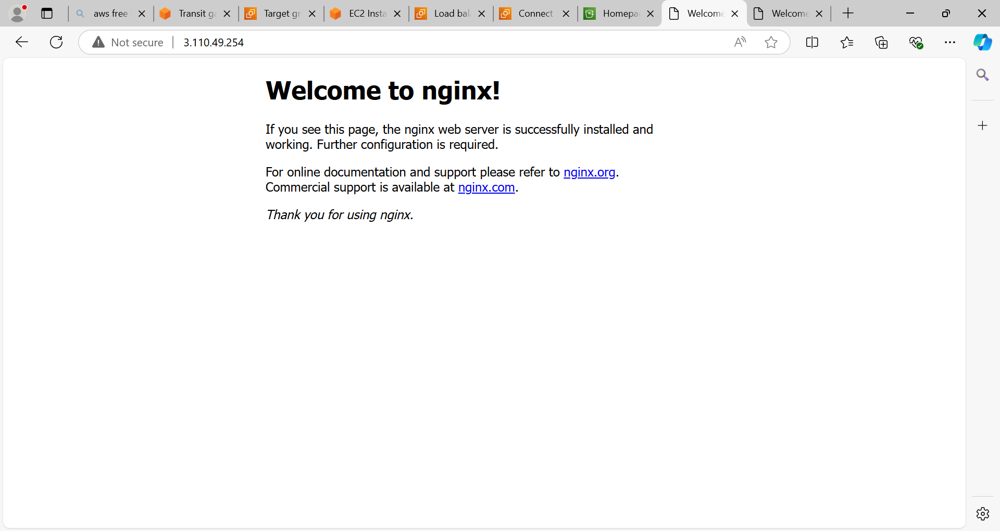 aws free
Transit ga
Target gr
EC2 Insta
Load bal
Connect
Homepa
Welcome
Welcome
Not secure
3.110.49.254
Welcome to nginx!
If you see this page, the nginx web server is successfully installed and
working. Further configuration is required.
For online documentation and support please refer to nginx.org.
Commercial support is available at nginx.com.
Thank you for using nginx.